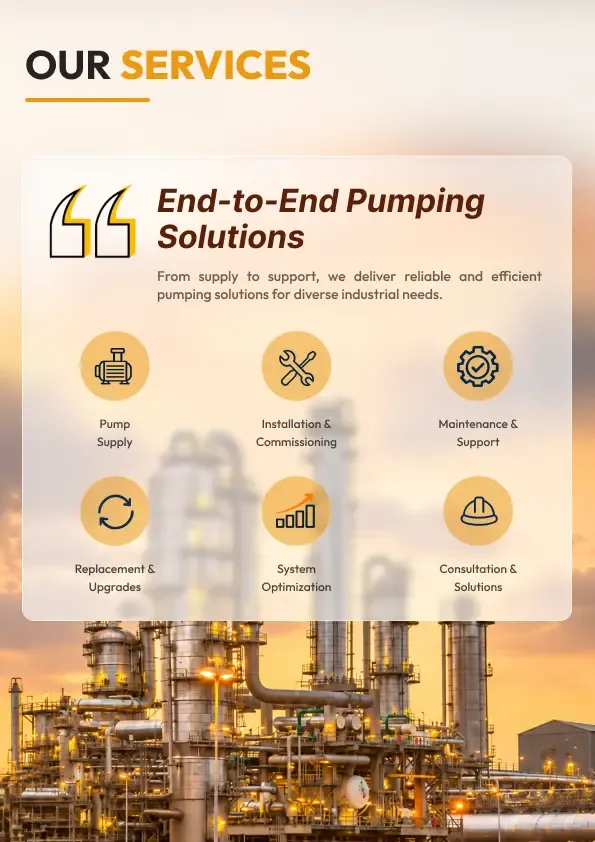 OUR SERVICES
End-to-End Pumping
Solutions
From supply to support, we deliver reliable and efficient
pumping solutions for diverse industrial needs.
Pump
Supply
Installation &
Commissioning
Maintenance &
Support
Replacement &
Upgrades
System
Optimization
Consultation &
Solutions